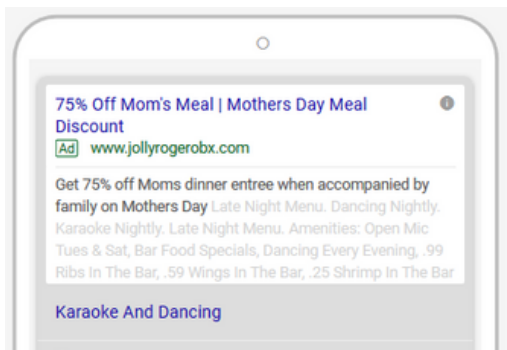 75% Off Mom's Meal | Mothers Day Meal
Discount
Ad www.jollyrogerobx.com
Get 75% off Moms dinner entree when accompanied by
family on Mothers Day Late Night Menu. Dancing Nightly.
Karaoke Nightly. Late Night Menu. Amenities: Open Mic
Tues & Sat, Bar Food Specials, Dancing Every Evening, .99
Ribs In The Bar, .59 Wings In The Bar, .25 Shrimp In The Bar
Karaoke And Dancing